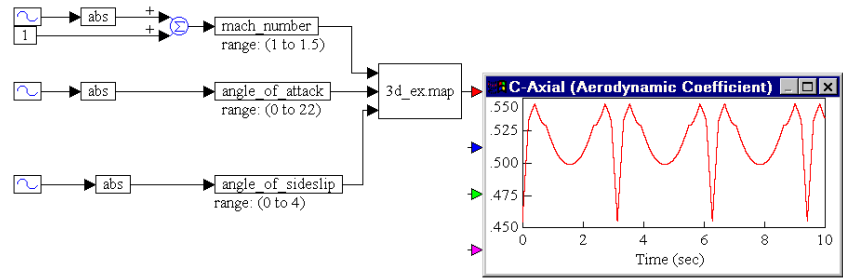 abs
+
+
Σ
1
mach_number
range: (1 to 1.5)
abs
angle_of_attack
range: (0 to 22)
3d_ex.map
abs
angle_of_sideslip
range: (0 to 4)
C-Axial (Aerodynamic Coefficient)
.550
.525
.500
.475
.450
0 2 4 6 8 10
Time (sec)